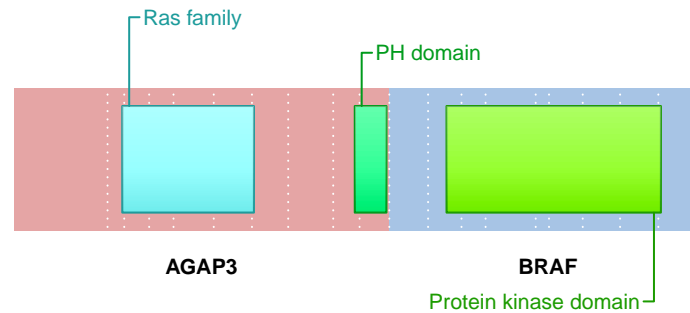 Ras family
PH domain
AGAP3
BRAF
Protein kinase domain